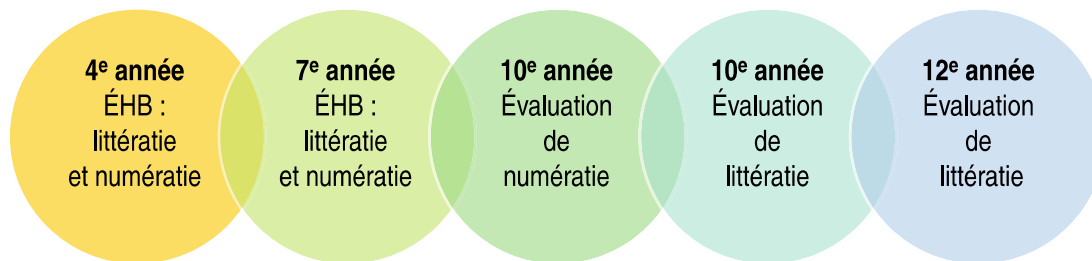 4e année
ÉHB :
littératie
et numératie
7e année
ÉHB :
littératie
et numératie
10e année
Évaluation
de
numératie
10e année
Évaluation
de
littératie
12e année
Évaluation
de
littératie